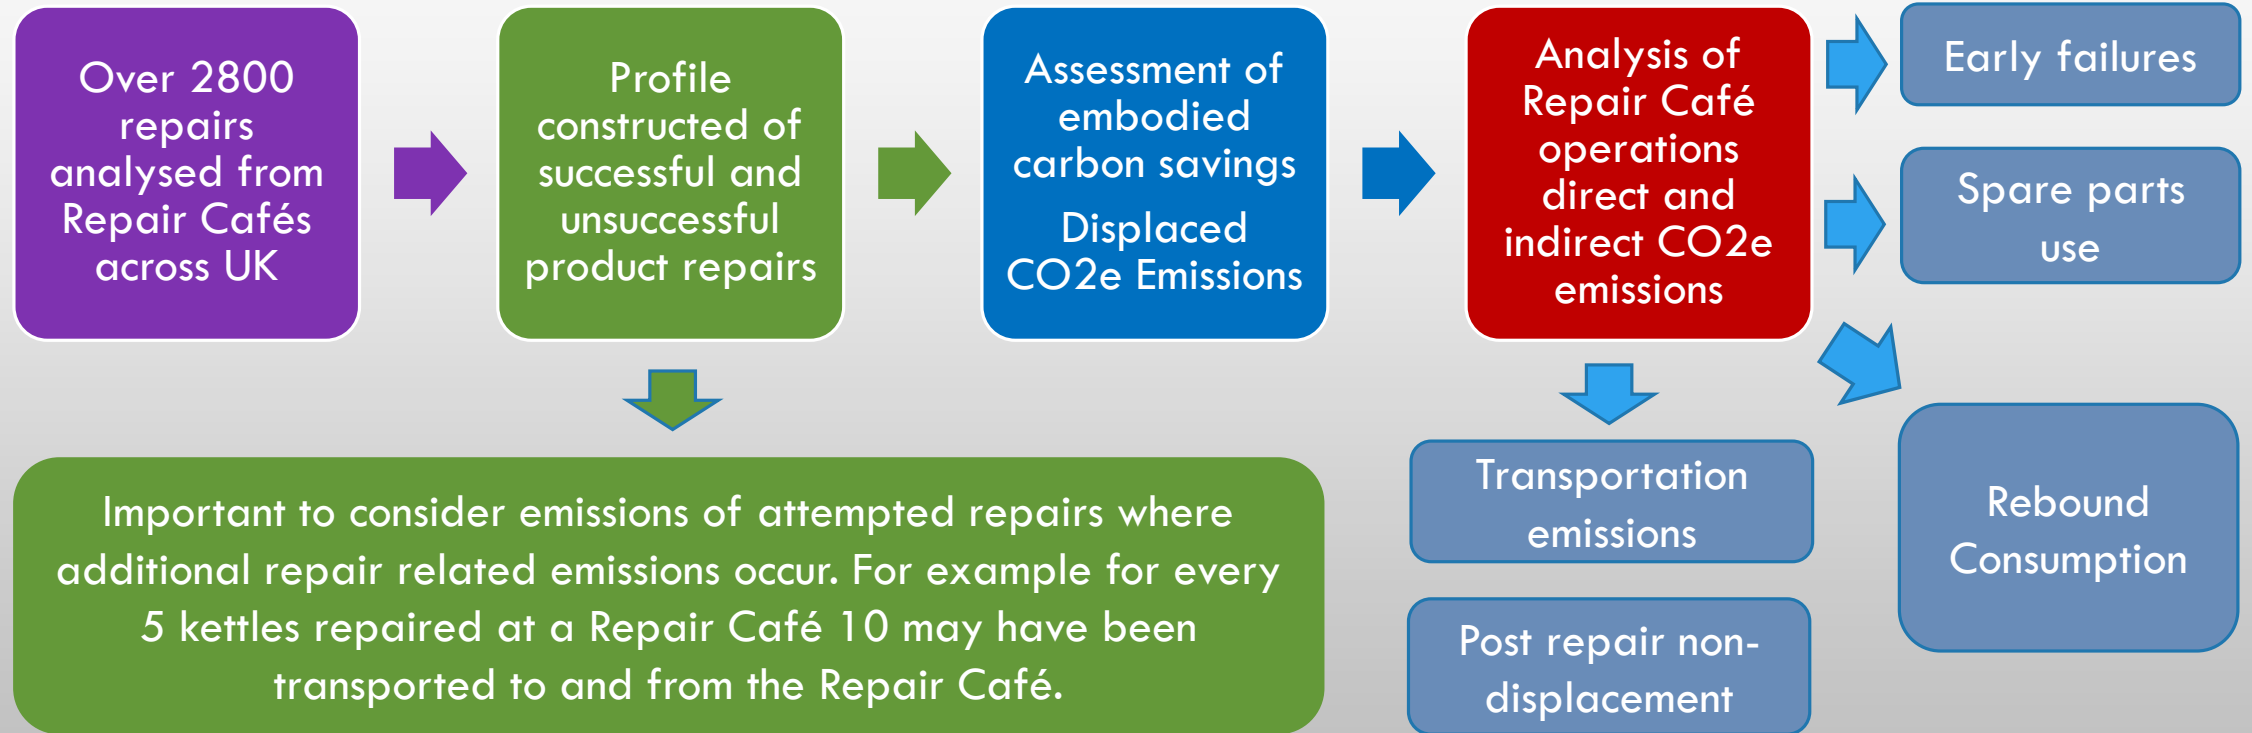 Over 2800
repairs
analysed from
Repair Cafés
across UK
Profile
constructed of
successful and
unsuccessful
product repairs
Assessment of
embodied
carbon savings
Displaced
CO2e Emissions
Analysis of
Repair Café
operations
direct and
indirect CO2e
emissions
Early failures
Spare parts
use
Rebound
Consumption
Transportation
emissions
Post repair non-
displacement
Important to consider emissions of attempted repairs where
additional repair related emissions occur. For example for every
5 kettles repaired at a Repair Café 10 may have been
transported to and from the Repair Café.